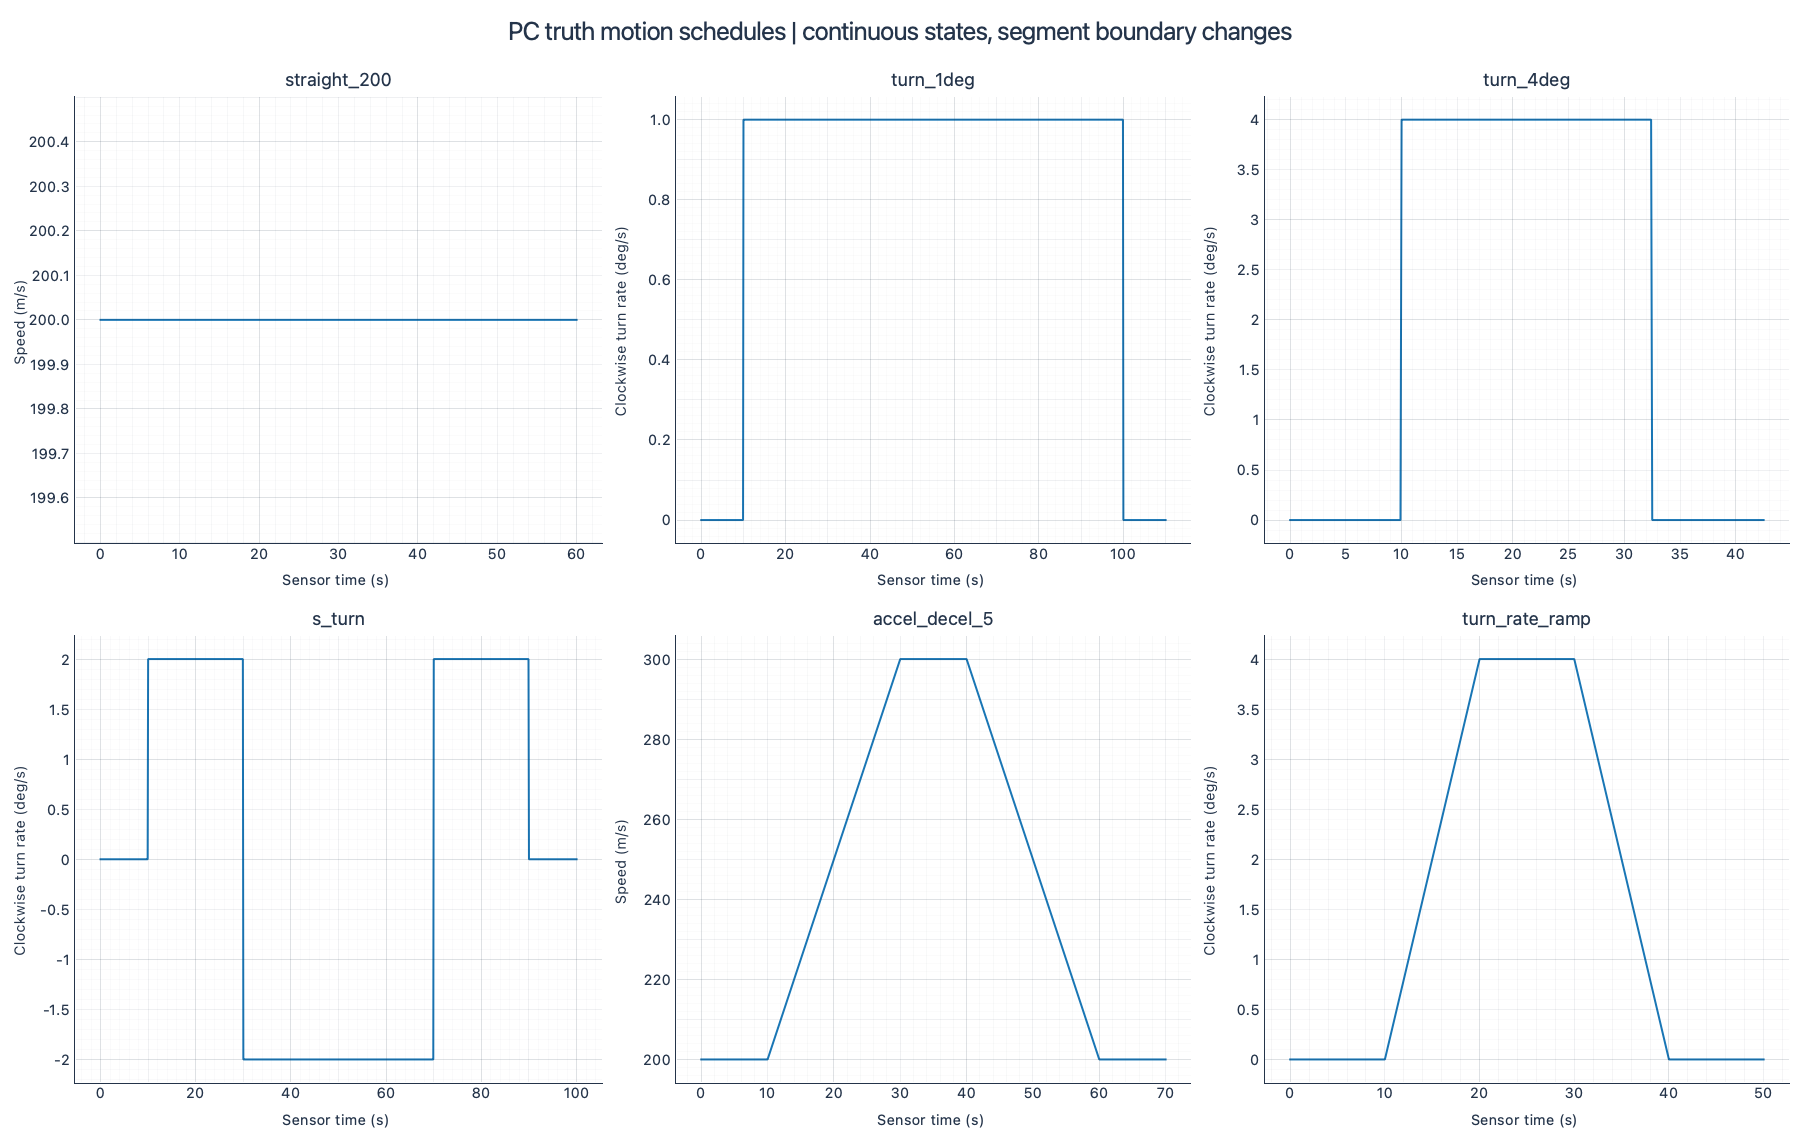 PC truth motion schedules | continuous states, segment boundary changes
straight_200
Speed (m/s)
200.4
200.3
200.2
200.1
200.0
199.9
199.8
199.7
199.6
0 10 20 30 40 50 60
Sensor time (s)
turn_1deg
Clockwise turn rate (deg/s)
1.0
0.8
0.6
0.4
0.2
0
0 20 40 60 80 100
Sensor time (s)
turn_4deg
Clockwise turn rate (deg/s)
4
3.5
3
2.5
2
1.5
1
0.5
0
0 5 10 15 20 25 30 35 40
Sensor time (s)
s_turn
Clockwise turn rate (deg/s)
2
1.5
1
0.5
0
-0.5
-1
-1.5
-2
0 20 40 60 80 100
Sensor time (s)
accel_decel_5
Speed (m/s)
300
280
260
240
220
200
0 10 20 30 40 50 60 70
Sensor time (s)
turn_rate_ramp
Clockwise turn rate (deg/s)
4
3.5
3
2.5
2
1.5
1
0.5
0
0 10 20 30 40 50
Sensor time (s)